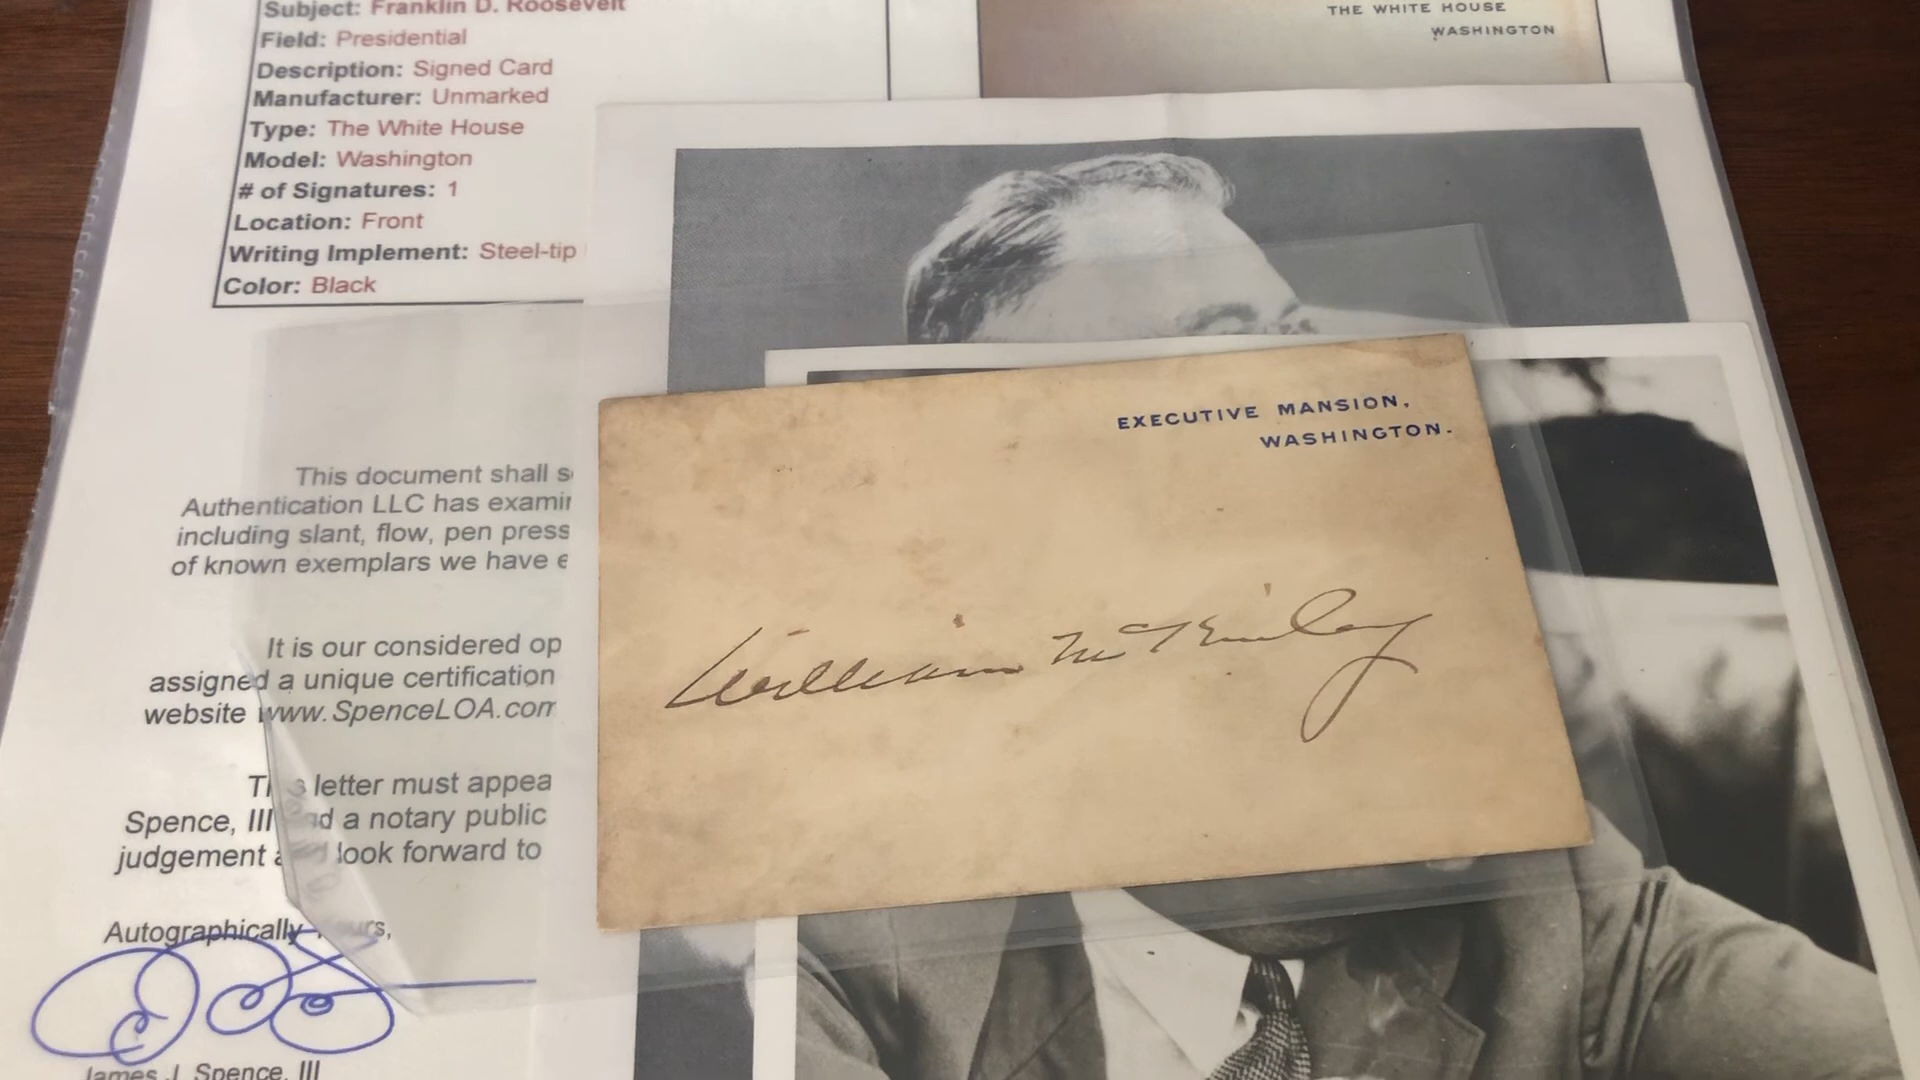 Subject: Franklin D. Roosevelt
Field: Presidential
Description: Signed Card
Manufacturer: Unmarked
Type: The White House
Model: Washington
# of Signatures: 1
Location: Front
Writing Implement: Steel-tip
Color: Black
THE WHITE HOUSE
WASHINGTON
EXECUTIVE MANSION,
WASHINGTON.
William McKinley
This document shall s
Authentication LLC has examin
including slant, flow, pen press
of known exemplars we have e
It is our considered op
assigned a unique certification
website www.SpenceLOA.com
letter must appea
Spence, III a notary public
judgement look forward to
Autographically
James J. Spence, III